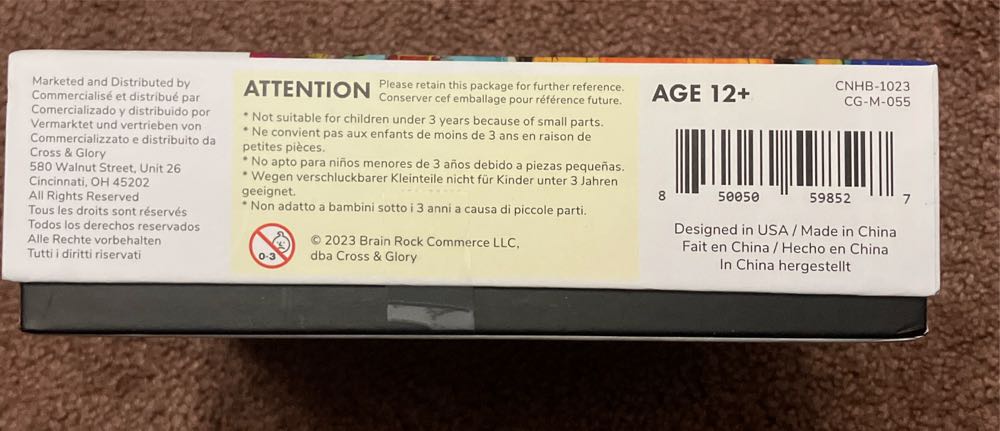 Marketed and Distributed by
Commercialisé et distribué par
Comercializado y distribuido por
Vermarktet und vertrieben von
Commercializzato e distribuito da
Cross & Glory
580 Walnut Street, Unit 26
Cincinnati, OH 45202
All Rights Reserved
Tous les droits sont réservés
Todos los derechos reservados
Alle Rechte vorbehalten
Tutti i diritti riservati
ATTENTION Please retain this package for further reference.
Conserver cef emballage pour référence future.
* Not suitable for children under 3 years because of small parts.
* Ne convient pas aux enfants de moins de 3 ans en raison de
petites pièces.
* No apto para niños menores de 3 años debido a piezas pequeñas.
* Wegen verschluckbarer Kleinteile nicht für Kinder unter 3 Jahren
geeignet.
* Non adatto a bambini sotto i 3 anni a causa di piccole parti.
0-3
© 2023 Brain Rock Commerce LLC,
dba Cross & Glory
AGE 12+
CNHB-1023
CG-M-055
8 50050 59852 7
Designed in USA / Made in China
Fait en China / Hecho en China
In China hergestellt